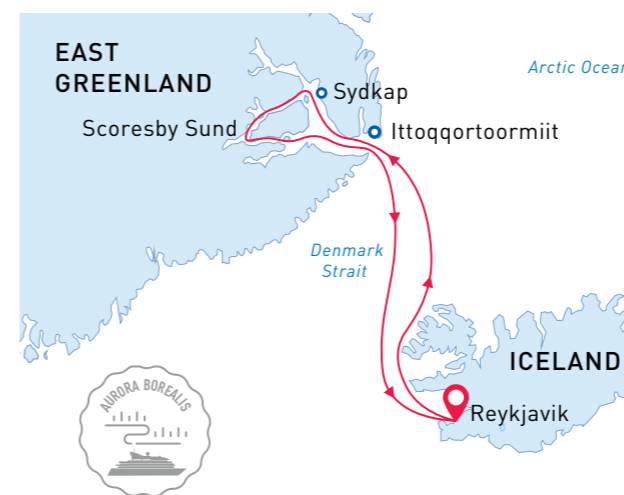 EAST
GREENLAND
Arctic Ocean
Sydkap
Scoresby Sund
Ittoqqortoormiit
Denmark
Strait
ICELAND
Reykjavik
AURORA BOREALIS